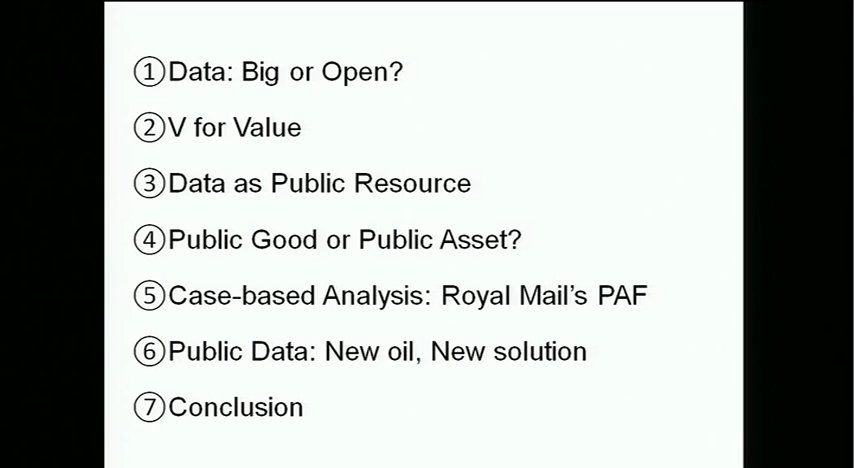 ①Data: Big or Open?
②V for Value
③Data as Public Resource
④Public Good or Public Asset?
⑤Case-based Analysis: Royal Mail’s PAF
⑥Public Data: New oil, New solution
⑦Conclusion